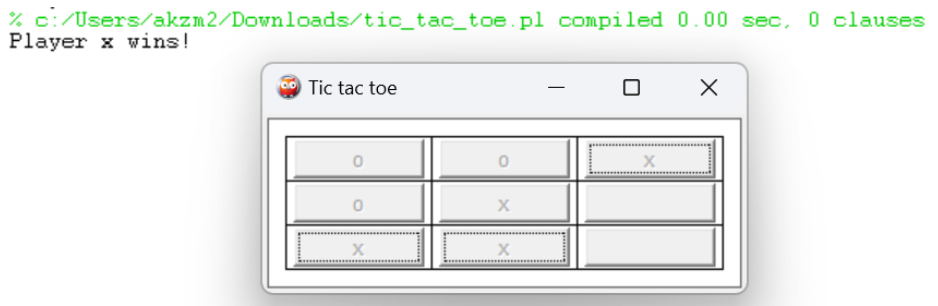 % c:/Users/akzm2/Downloads/tic_tac_toe.pl compiled 0.00 sec, 0 clauses
Player x wins!
Tic tac toe
o o x
o x
x x